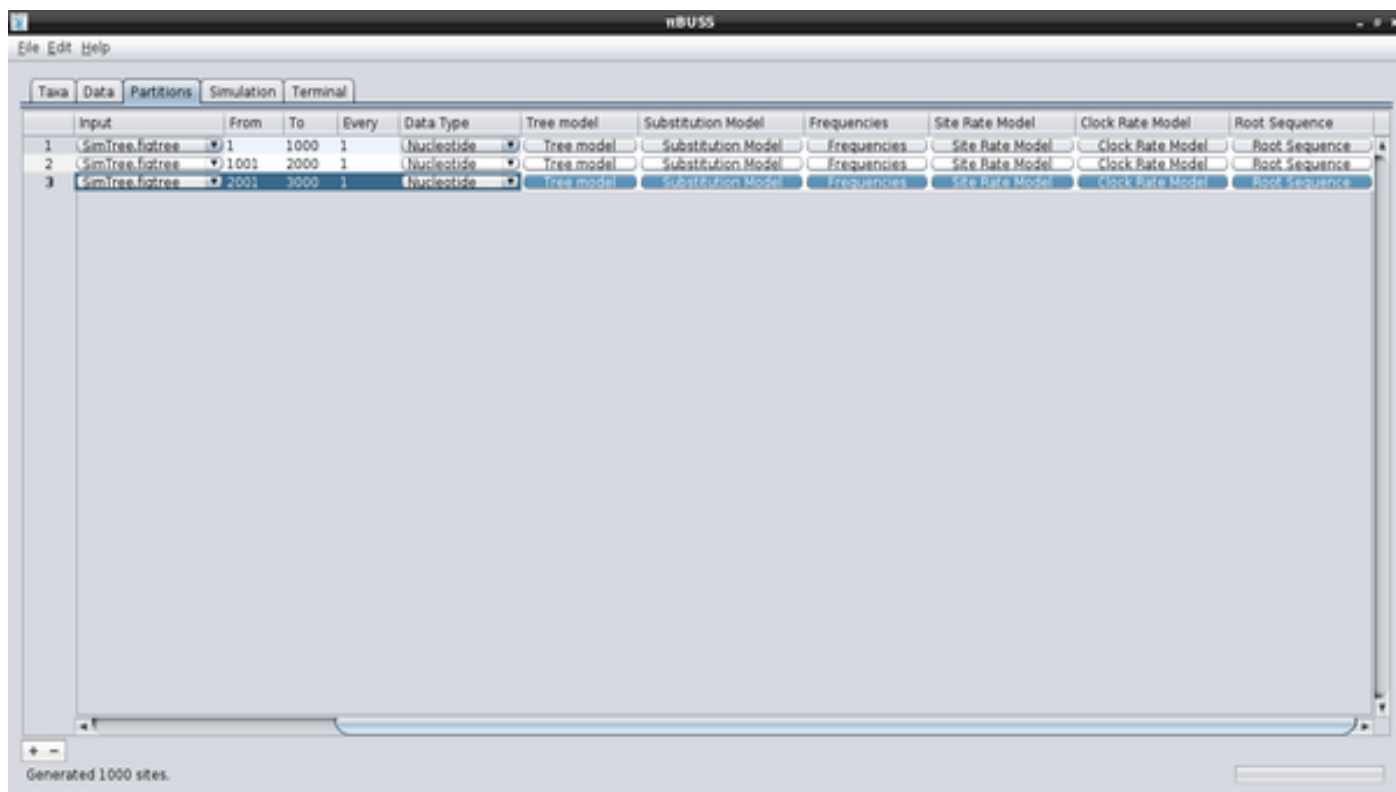 πBUSS
File Edit Help
Taxa Data Partitions Simulation Terminal
Input From To Every Data Type Tree model Substitution Model Frequencies Site Rate Model Clock Rate Model Root Sequence
1 SimTree.figtree 1 1000 1 Nucleotide Tree model Substitution Model Frequencies Site Rate Model Clock Rate Model Root Sequence
2 SimTree.figtree 1001 2000 1 Nucleotide Tree model Substitution Model Frequencies Site Rate Model Clock Rate Model Root Sequence
3 SimTree.figtree 2001 3000 1 Nucleotide Tree model Substitution Model Frequencies Site Rate Model Clock Rate Model Root Sequence
+ −
Generated 1000 sites.